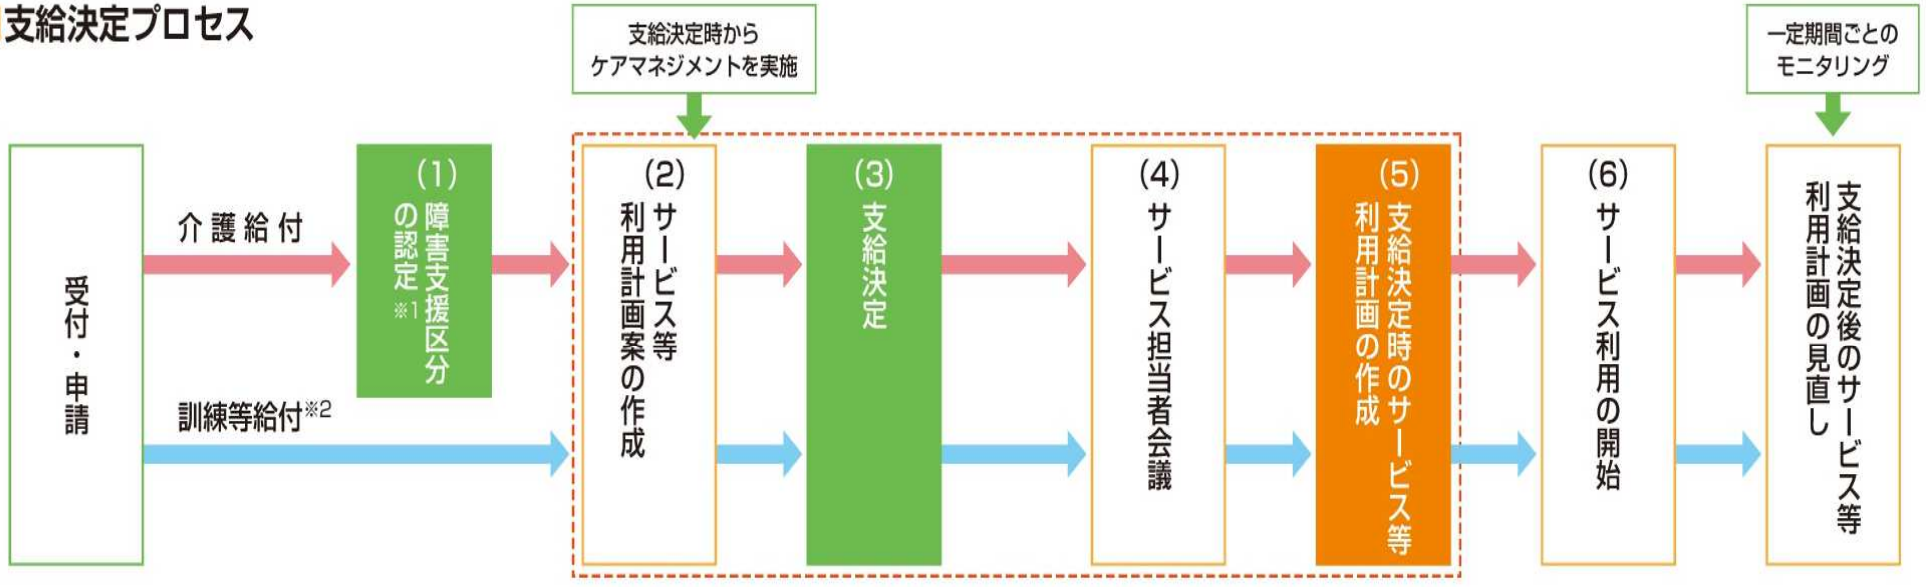 支給決定プロセス
支給決定時から
ケアマネジメントを実施
一定期間ごとの
モニタリング
受付・申請
介護給付
訓練等給付※2
(1)
障害支援区分
の認定※1
(2)
サービス等
利用計画案の作成
(3)
支給決定
(4)
サービス担当者会議
(5)
支給決定時のサービス等
利用計画の作成
(6)
サービス利用の開始
支給決定後のサービス等
利用計画の見直し